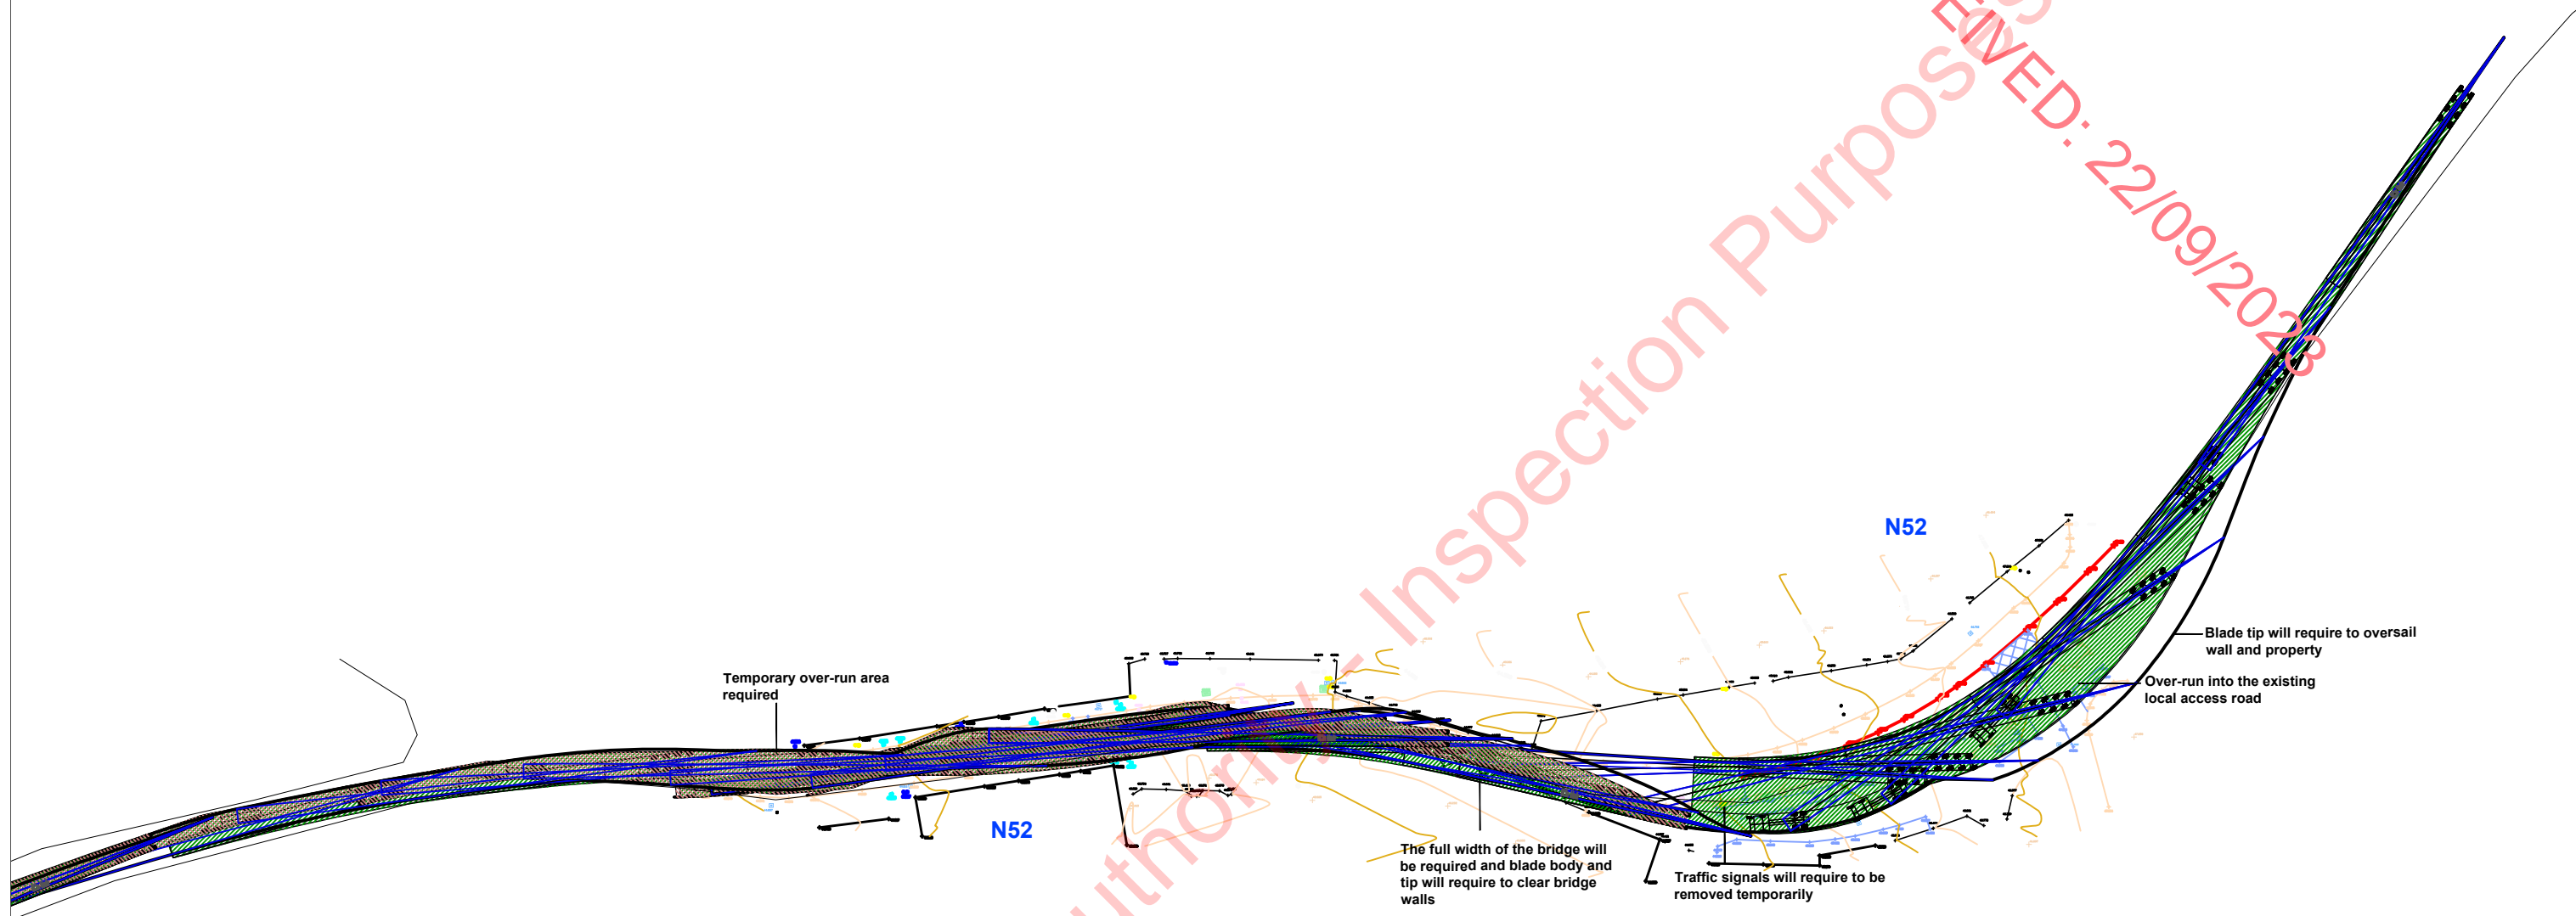 EIVED: 22/09/2023
uthority - Inspection Purposes
N52
Blade tip will require to oversail
wall and property
Over-run into the existing
local access road
Temporary over-run area
required
N52
The full width of the bridge will
be required and blade body and
tip will require to clear bridge
walls
Traffic signals will require to be
removed temporarily